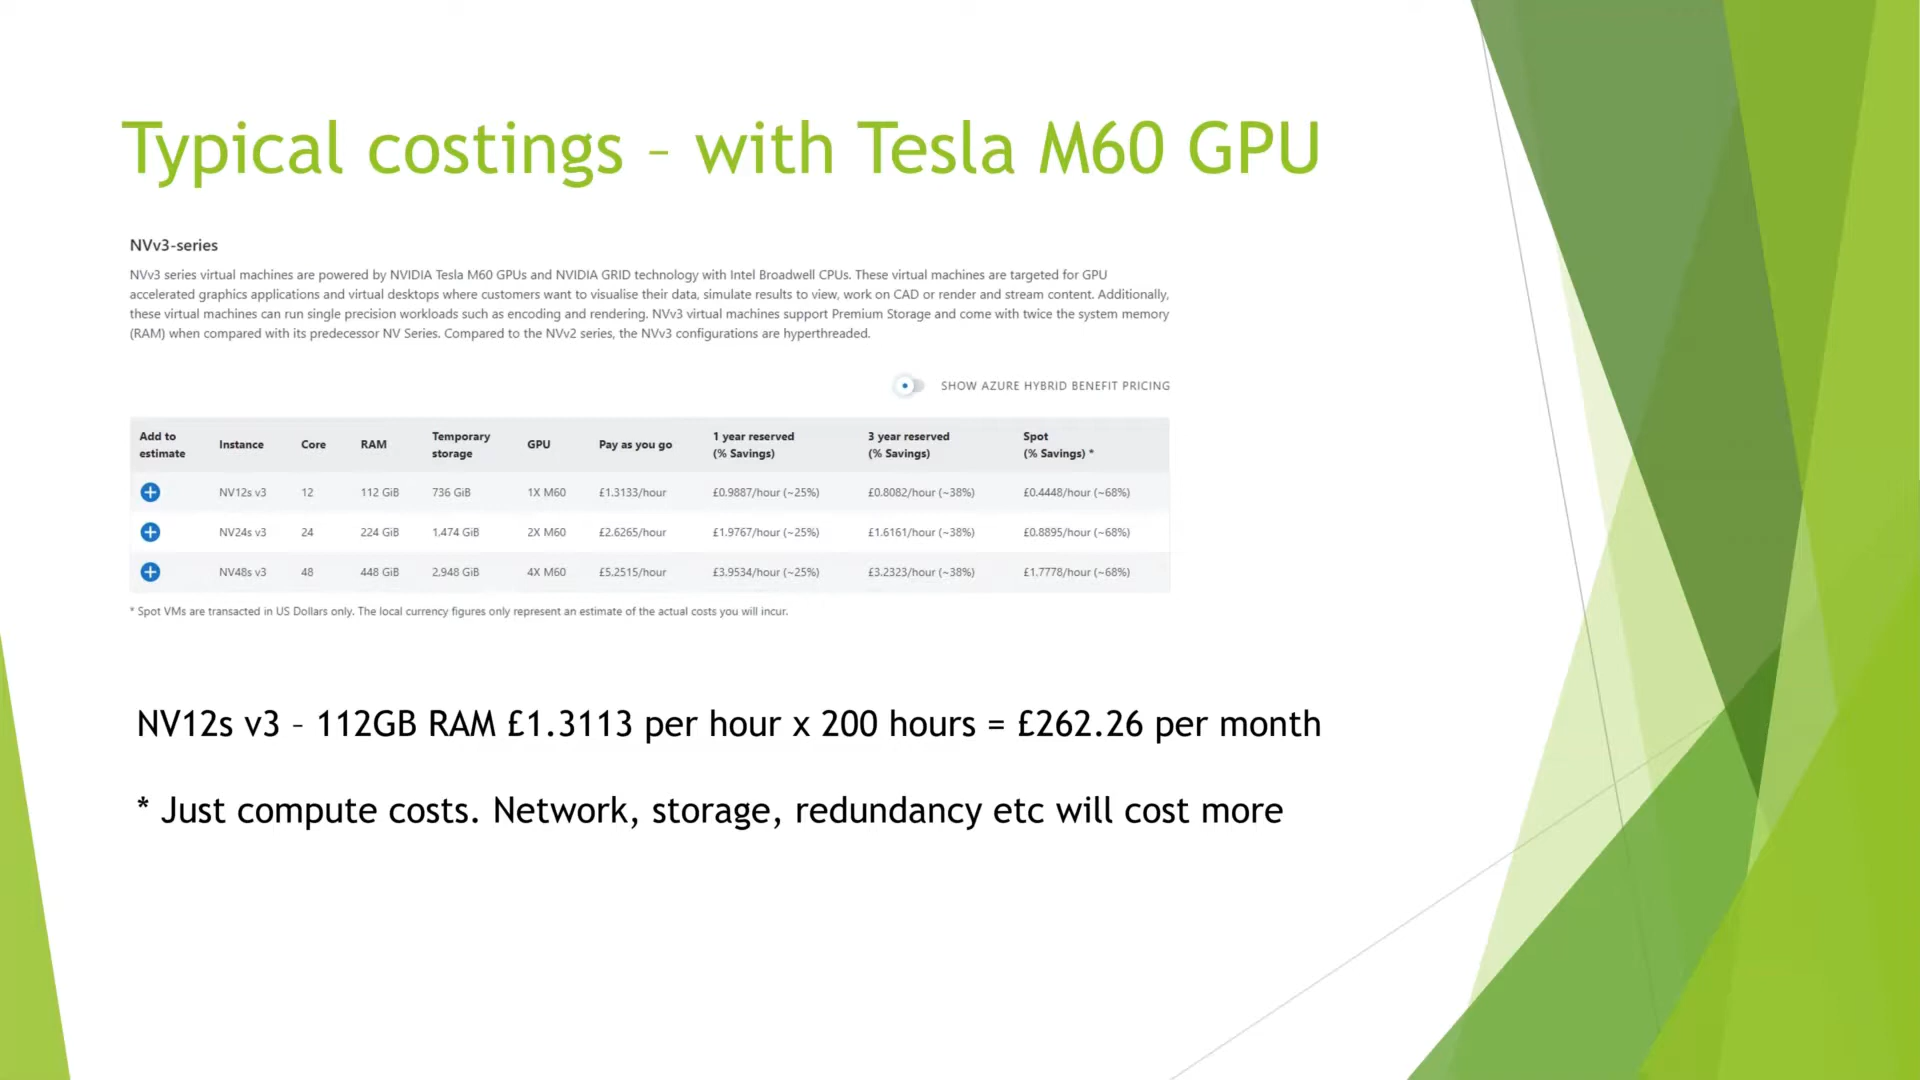 Typical costings – with Tesla M60 GPU
NVv3-series
NVv3 series virtual machines are powered by NVIDIA Tesla M60 GPUs and NVIDIA GRID technology with Intel Broadwell CPUs. These virtual machines are targeted for GPU
accelerated graphics applications and virtual desktops where customers want to visualise their data, simulate results to view, work on CAD or render and stream content. Additionally,
these virtual machines can run single precision workloads such as encoding and rendering. NVv3 virtual machines support Premium Storage and come with twice the system memory
(RAM) when compared with its predecessor NV Series. Compared to the NVv2 series, the NVv3 configurations are hyperthreaded.
SHOW AZURE HYBRID BENEFIT PRICING
Add to estimate Instance Core RAM Temporary storage GPU Pay as you go 1 year reserved (% Savings) 3 year reserved (% Savings) Spot (% Savings) *
NV12s v3 12 112 GiB 736 GiB 1X M60 £1.3133/hour £0.9887/hour (~25%) £0.8082/hour (~38%) £0.4448/hour (~68%)
NV24s v3 24 224 GiB 1,474 GiB 2X M60 £2.6265/hour £1.9767/hour (~25%) £1.6161/hour (~38%) £0.8895/hour (~68%)
NV48s v3 48 448 GiB 2,948 GiB 4X M60 £5.2515/hour £3.9534/hour (~25%) £3.2323/hour (~38%) £1.7778/hour (~68%)
* Spot VMs are transacted in US Dollars only. The local currency figures only represent an estimate of the actual costs you will incur.
NV12s v3 – 112GB RAM £1.3113 per hour x 200 hours = £262.26 per month
* Just compute costs. Network, storage, redundancy etc will cost more